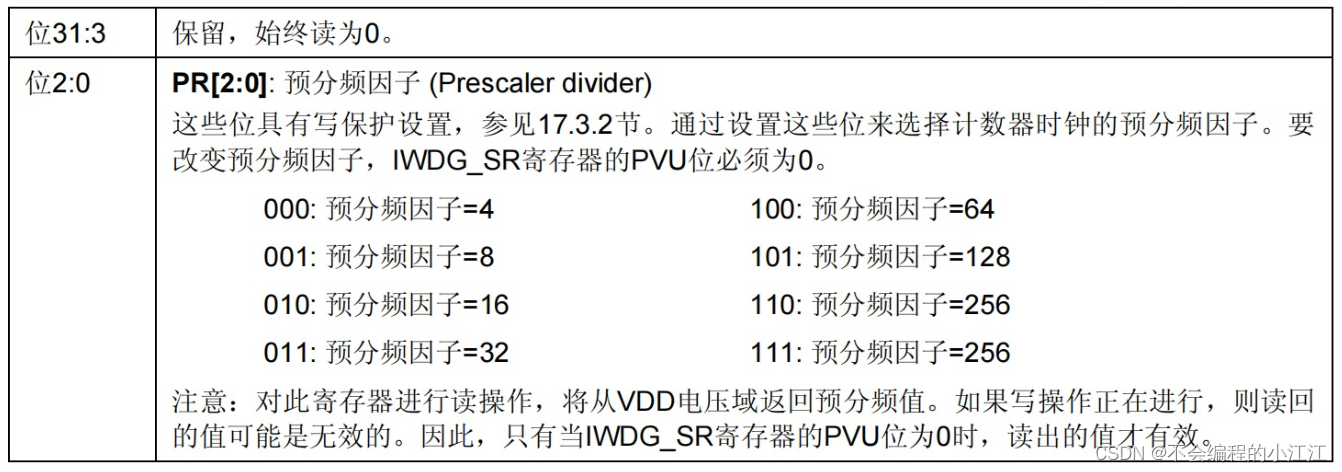 位31:3 保留，始终读为0。
位2:0 PR[2:0]: 预分频因子 (Prescaler divider)
这些位具有写保护设置，参见17.3.2节。通过设置这些位来选择计数器时钟的预分频因子。要
改变预分频因子，IWDG_SR寄存器的PVU位必须为0。
000: 预分频因子=4 100: 预分频因子=64
001: 预分频因子=8 101: 预分频因子=128
010: 预分频因子=16 110: 预分频因子=256
011: 预分频因子=32 111: 预分频因子=256
注意：对此寄存器进行读操作，将从VDD电压域返回预分频值。如果写操作正在进行，则读回
的值可能是无效的。因此，只有当IWDG_SR寄存器的PVU位为0时，读出的值才有效。
CSDN @不会编程的小江江